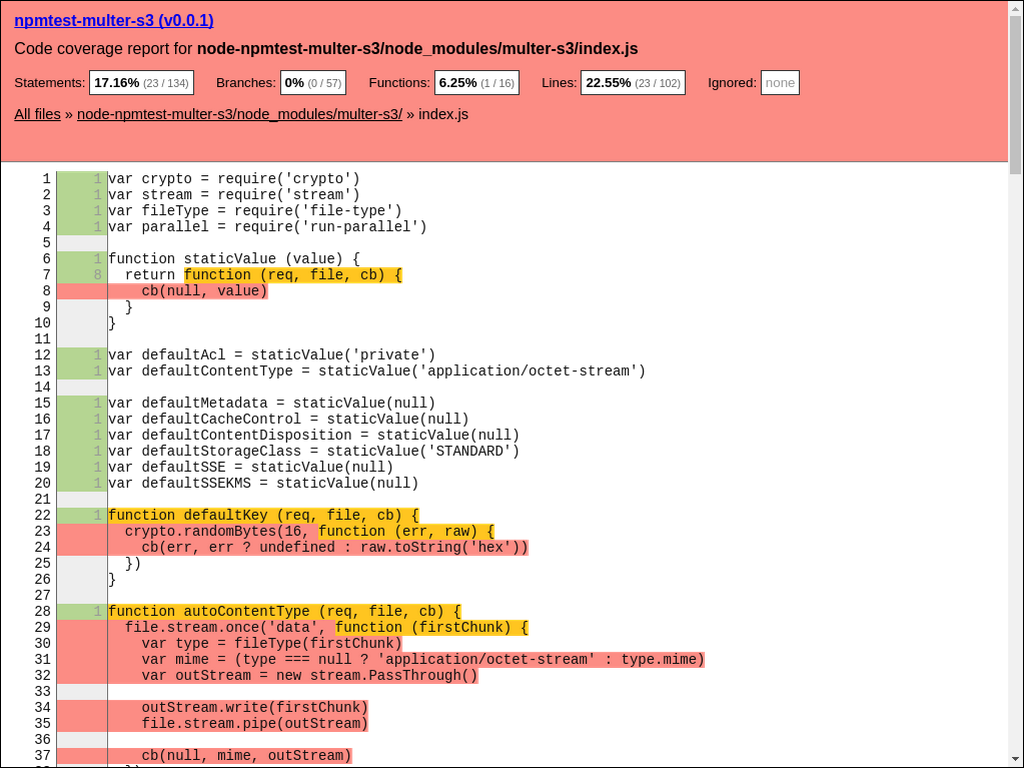 npmtest-multer-s3 (v0.0.1)
Code coverage report for node-npmtest-multer-s3/node_modules/multer-s3/index.js
Statements: 17.16% (23 / 134) Branches: 0% (0 / 57) Functions: 6.25% (1 / 16) Lines: 22.55% (23 / 102) Ignored: none
All files » node-npmtest-multer-s3/node_modules/multer-s3/ » index.js
1 1 var crypto = require('crypto')
2 1 var stream = require('stream')
3 1 var fileType = require('file-type')
4 1 var parallel = require('run-parallel')
5
6 1 function staticValue (value) {
7 8 return function (req, file, cb) {
8 cb(null, value)
9 }
10 }
11
12 1 var defaultAcl = staticValue('private')
13 1 var defaultContentType = staticValue('application/octet-stream')
14
15 1 var defaultMetadata = staticValue(null)
16 1 var defaultCacheControl = staticValue(null)
17 1 var defaultContentDisposition = staticValue(null)
18 1 var defaultStorageClass = staticValue('STANDARD')
19 1 var defaultSSE = staticValue(null)
20 1 var defaultSSEKMS = staticValue(null)
21
22 1 function defaultKey (req, file, cb) {
23 crypto.randomBytes(16, function (err, raw) {
24 cb(err, err ? undefined : raw.toString('hex'))
25 })
26 }
27
28 1 function autoContentType (req, file, cb) {
29 file.stream.once('data', function (firstChunk) {
30 var type = fileType(firstChunk)
31 var mime = (type === null ? 'application/octet-stream' : type.mime)
32 var outStream = new stream.PassThrough()
33
34 outStream.write(firstChunk)
35 file.stream.pipe(outStream)
36
37 cb(null, mime, outStream)